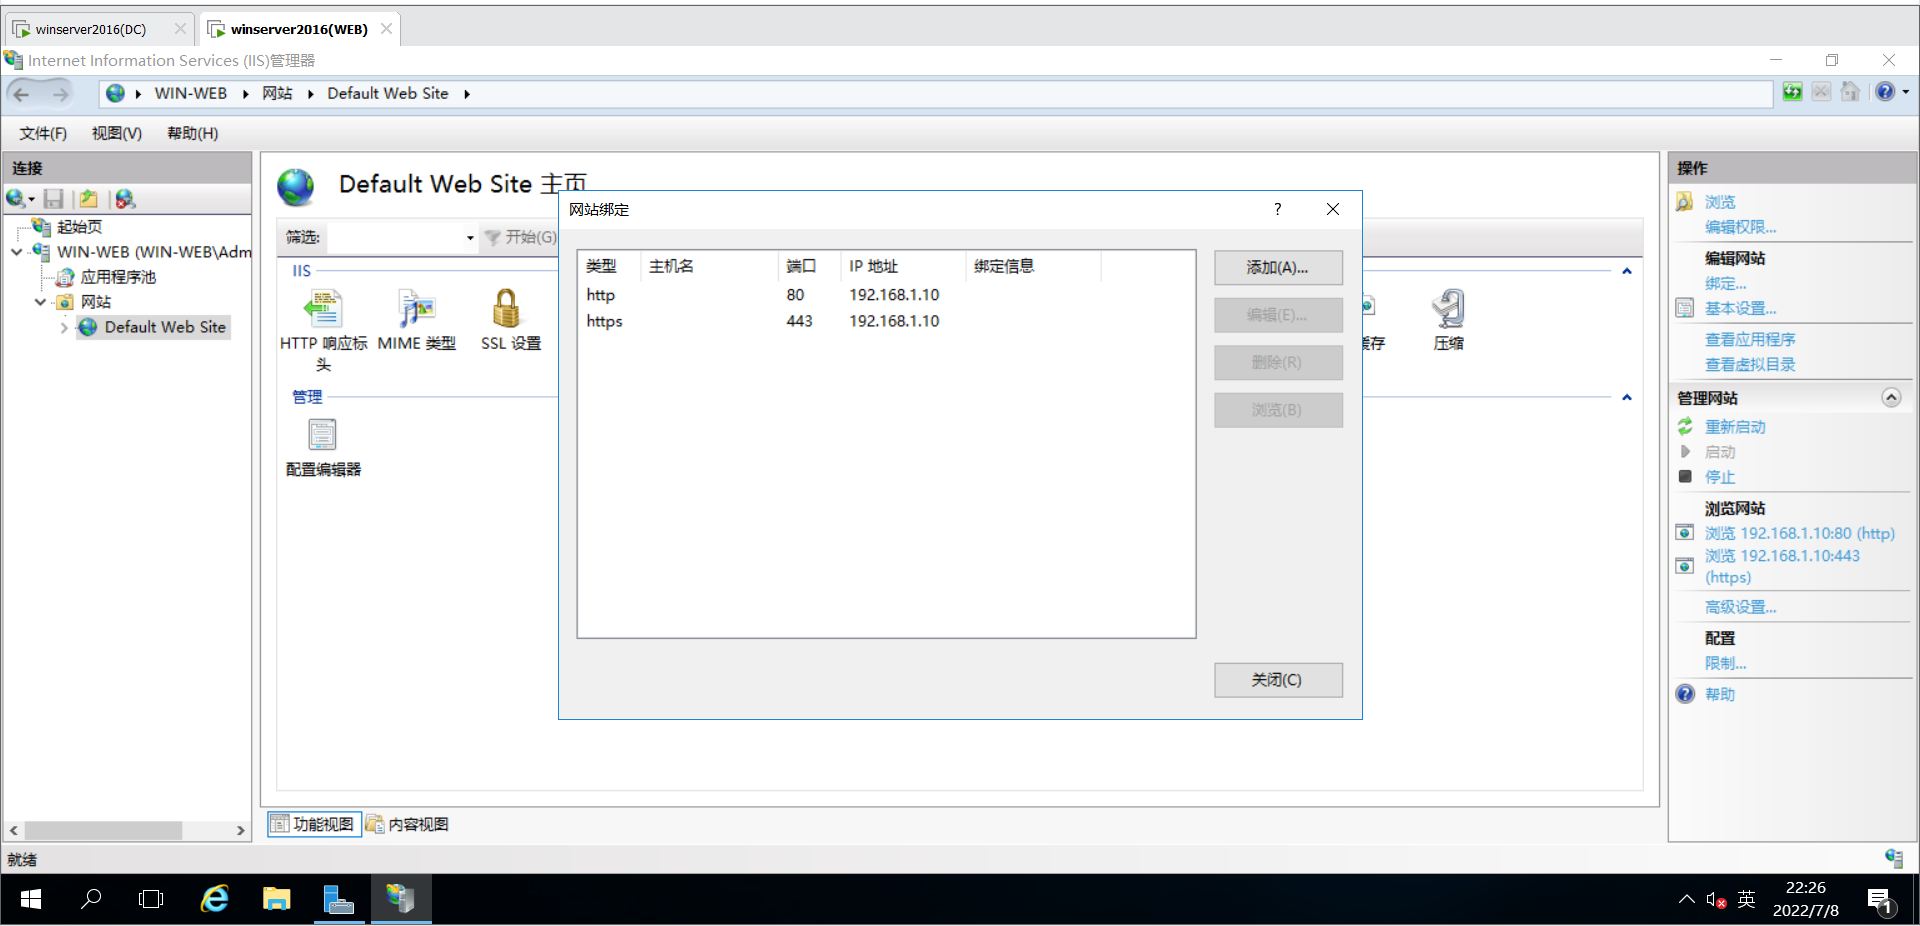 winserver2016(DC)
winserver2016(WEB)
Internet Information Services (IIS)管理器
WIN-WEB
网站
Default Web Site
文件(F)
视图(V)
帮助(H)
连接
起始页
WIN-WEB (WIN-WEB\Adm
应用程序池
网站
Default Web Site
Default Web Site 主页
筛选:
开始(G)
IIS
HTTP 响应标
头
MIME 类型
SSL 设置
压缩
管理
配置编辑器
网站绑定
?
类型 主机名 端口 IP 地址 绑定信息
http 80 192.168.1.10
https 443 192.168.1.10
添加(A)...
编辑(E)...
删除(R)
浏览(B)
关闭(C)
功能视图
内容视图
操作
浏览
编辑权限...
编辑网站
绑定...
基本设置...
查看应用程序
查看虚拟目录
管理网站
重新启动
启动
停止
浏览网站
浏览 192.168.1.10:80 (http)
浏览 192.168.1.10:443
(https)
高级设置...
配置
限制...
帮助
就绪
英
22:26
2022/7/8
1